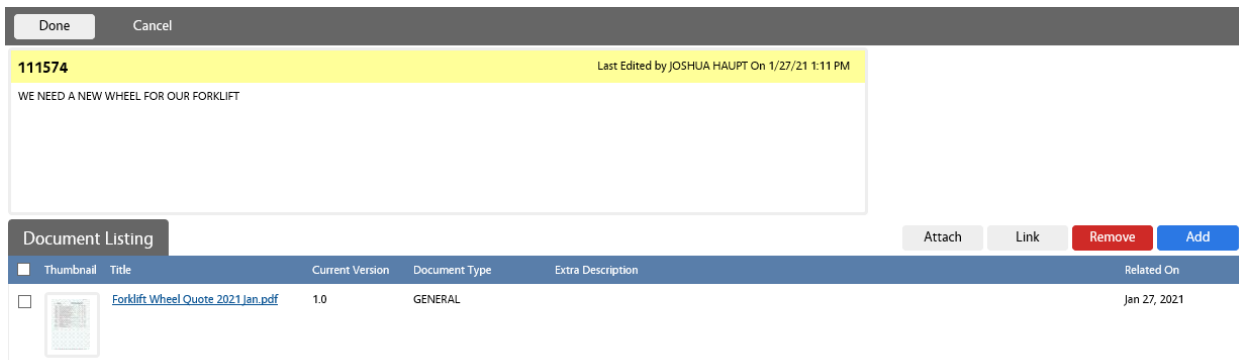 Done Cancel
111574 Last Edited by JOSHUA HAUPT On 1/27/21 1:11 PM
WE NEED A NEW WHEEL FOR OUR FORKLIFT
Document Listing Attach Link Remove Add
Thumbnail Title Current Version Document Type Extra Description Related On
Forklift Wheel Quote 2021 Jan.pdf 1.0 GENERAL Jan 27, 2021